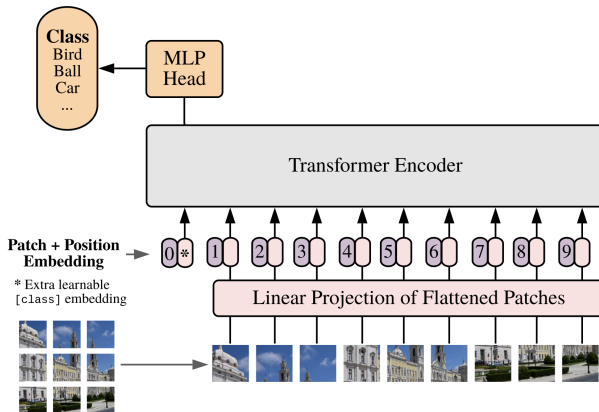 Class
Bird
Ball
Car
...
MLP
Head
Transformer Encoder
Patch + Position
Embedding
0 * 1 2 3 4 5 6 7 8 9
* Extra learnable
[class] embedding
Linear Projection of Flattened Patches